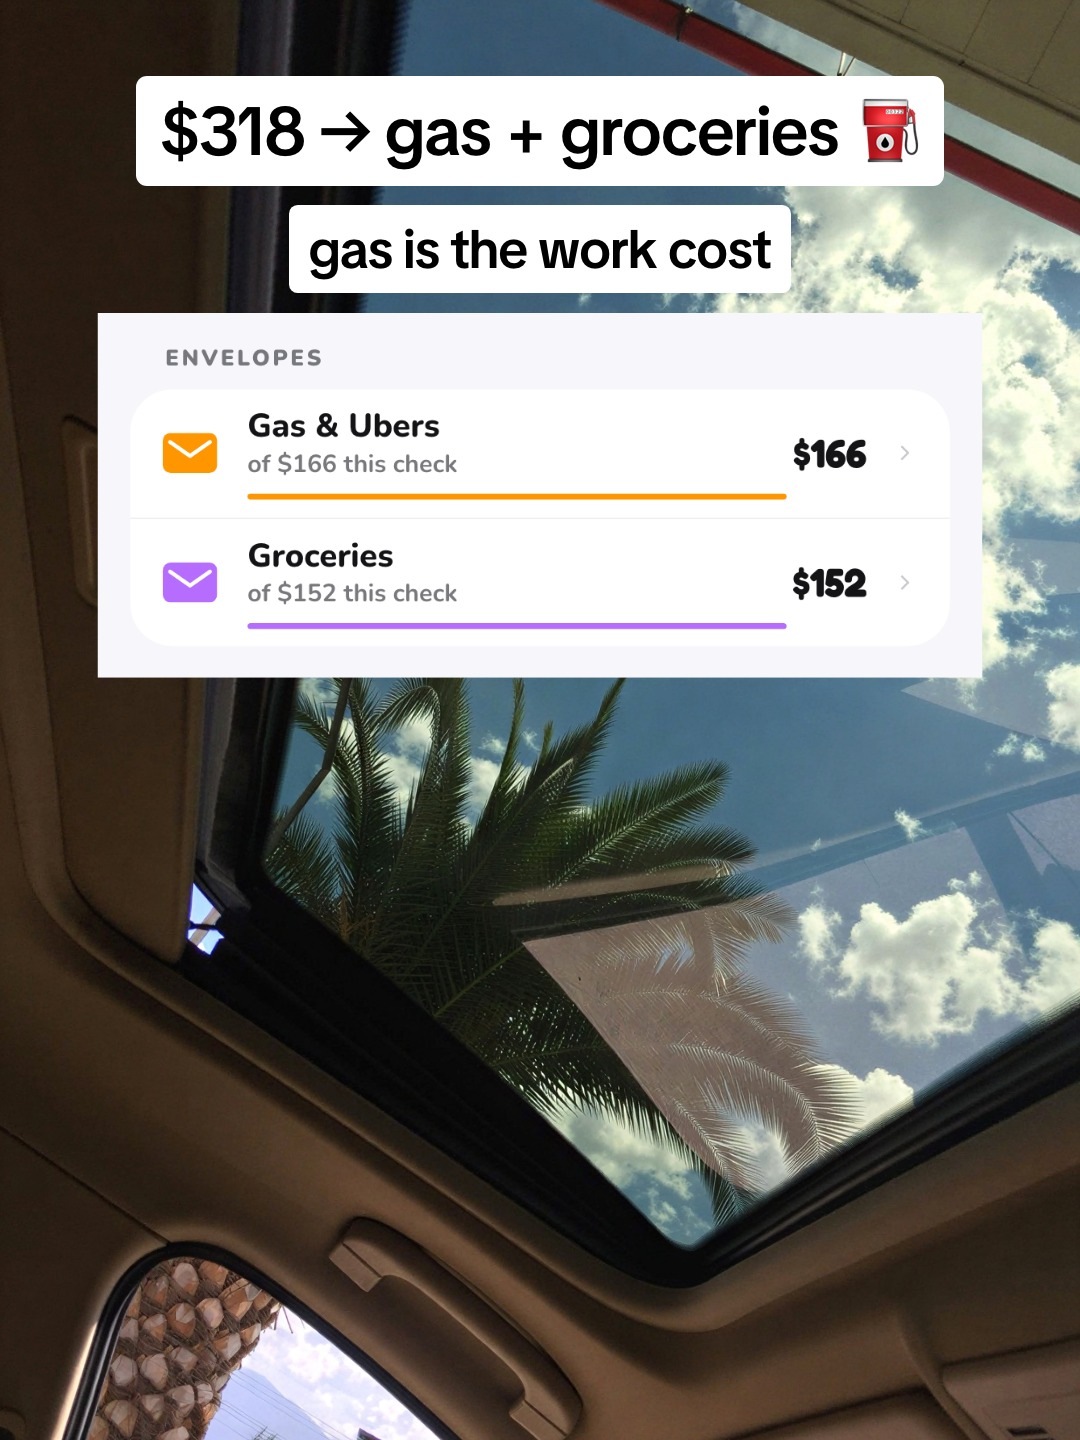 $318 → gas + groceries ⛽
gas is the work cost
ENVELOPES
Gas & Ubers
of $166 this check
$166
Groceries
of $152 this check
$152